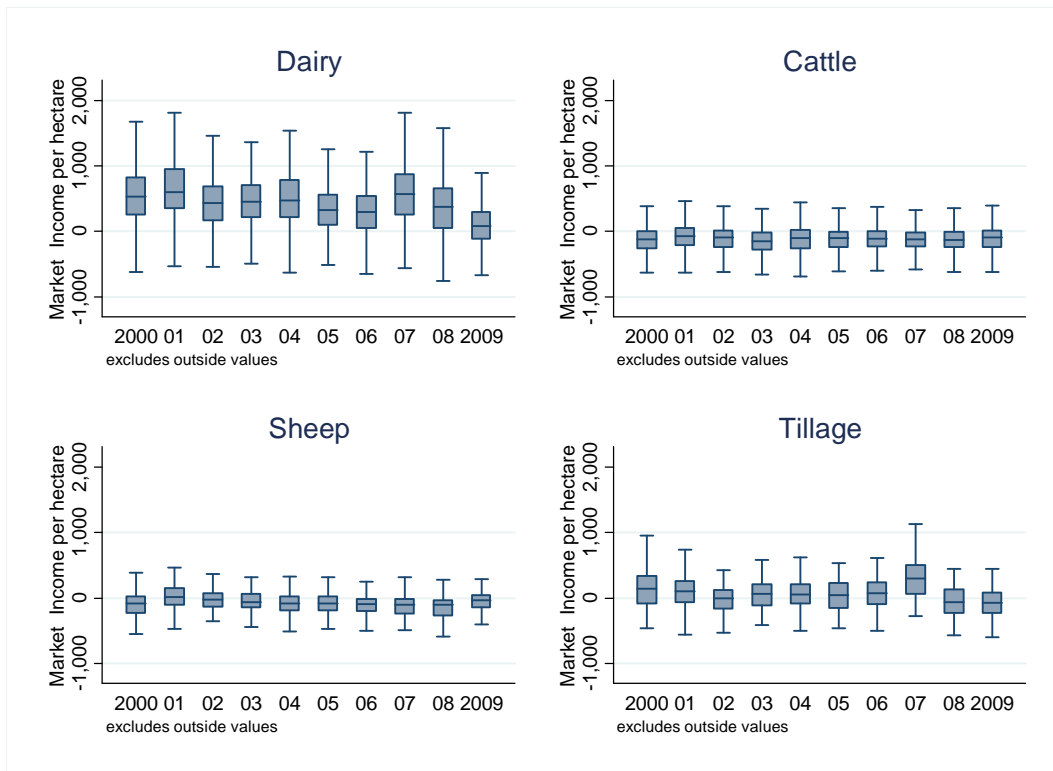 Dairy
Market Income per hectare
2,000
1,000
0
-1,000
2000 01 02 03 04 05 06 07 08 2009
excludes outside values
Cattle
Market Income per hectare
2,000
1,000
0
-1,000
2000 01 02 03 04 05 06 07 08 2009
excludes outside values
Sheep
Market Income per hectare
2,000
1,000
0
-1,000
2000 01 02 03 04 05 06 07 08 2009
excludes outside values
Tillage
Market Income per hectare
2,000
1,000
0
-1,000
2000 01 02 03 04 05 06 07 08 2009
excludes outside values